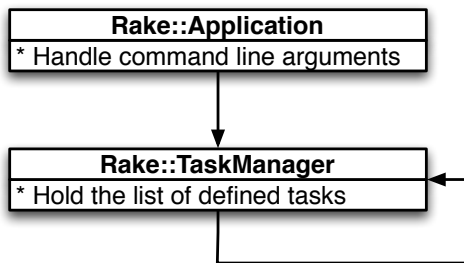 Rake::Application
* Handle command line arguments
Rake::TaskManager
* Hold the list of defined tasks